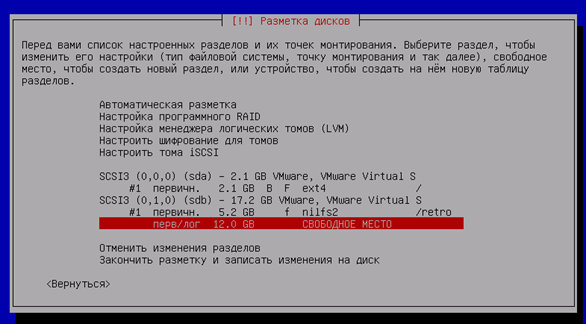 [!!] Разметка дисков
Перед вами список настроенных разделов и их точек монтирования. Выберите раздел, чтобы
изменить его настройки (тип файловой системы, точку монтирования и так далее), свободное
место, чтобы создать новый раздел, или устройство, чтобы создать на нём новую таблицу
разделов.
Автоматическая разметка
Настройка программного RAID
Настройка менеджера логических томов (LVM)
Настроить шифрование для томов
Настроить тома iSCSI
SCSI3 (0,0,0) (sda) - 2.1 GB VMware, VMware Virtual S
#1 первичн. 2.1 GB B F ext4 /
SCSI3 (0,1,0) (sdb) - 17.2 GB VMware, VMware Virtual S
#1 первичн. 5.2 GB f nilfs2 /retro
перв/лог 12.0 GB СВОБОДНОЕ МЕСТО
Отменить изменения разделов
Закончить разметку и записать изменения на диск
<Вернуться>